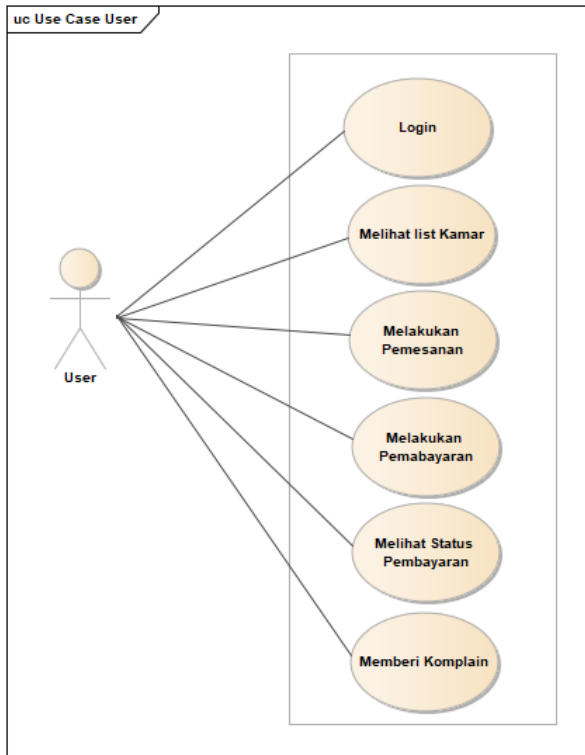 uc Use Case User
Login
Melihat list Kamar
Melakukan
Pemesanan
User
Melakukan
Pemabayaran
Melihat Status
Pembayaran
Memberi Komplain